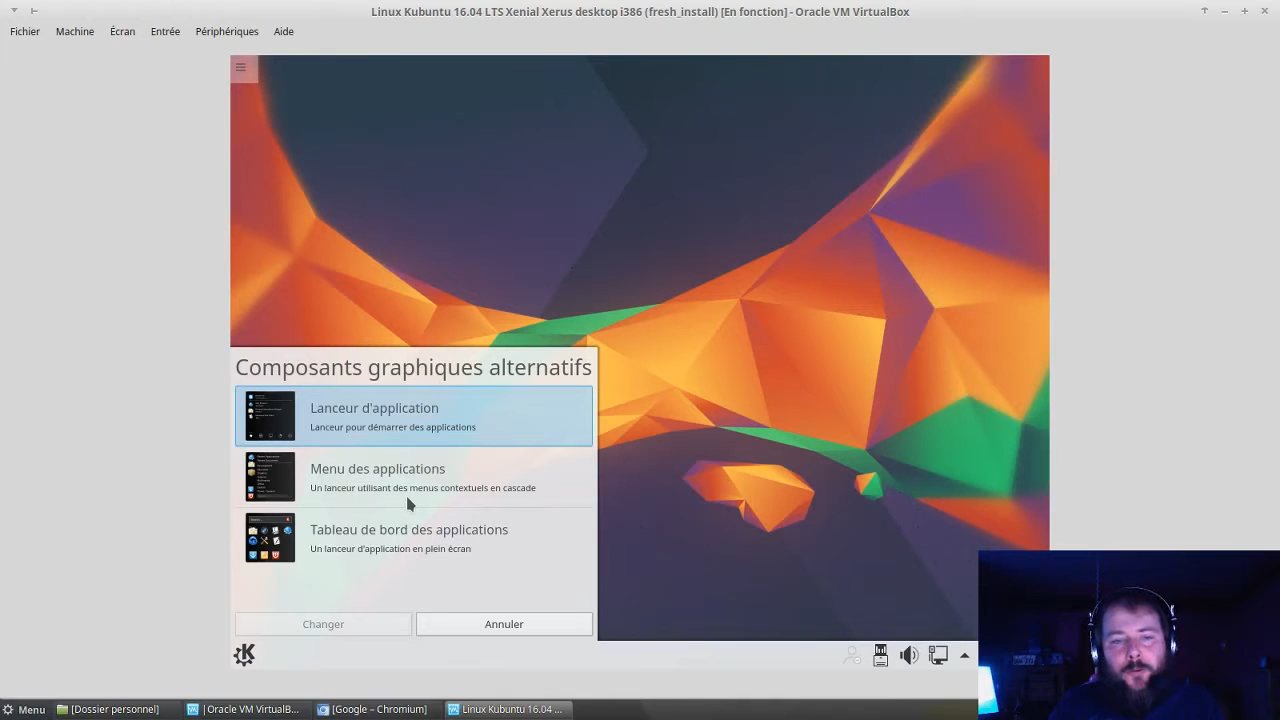 Linux Kubuntu 16.04 LTS Xenial Xerus desktop i386 (fresh_install) [En fonction] - Oracle VM VirtualBox
Fichier Machine Écran Entrée Périphériques Aide
Composants graphiques alternatifs
Lanceur d'application
Lanceur pour démarrer des applications
Menu des applications
Un lanceur utilisant des menus contextuels en cascade
Tableau de bord des applications
Un lanceur d'application en plein écran
Changer Annuler
Menu [Dossier personnel] [Oracle VM VirtualB... [Google – Chromium] Linux Kubuntu 16.04 ...